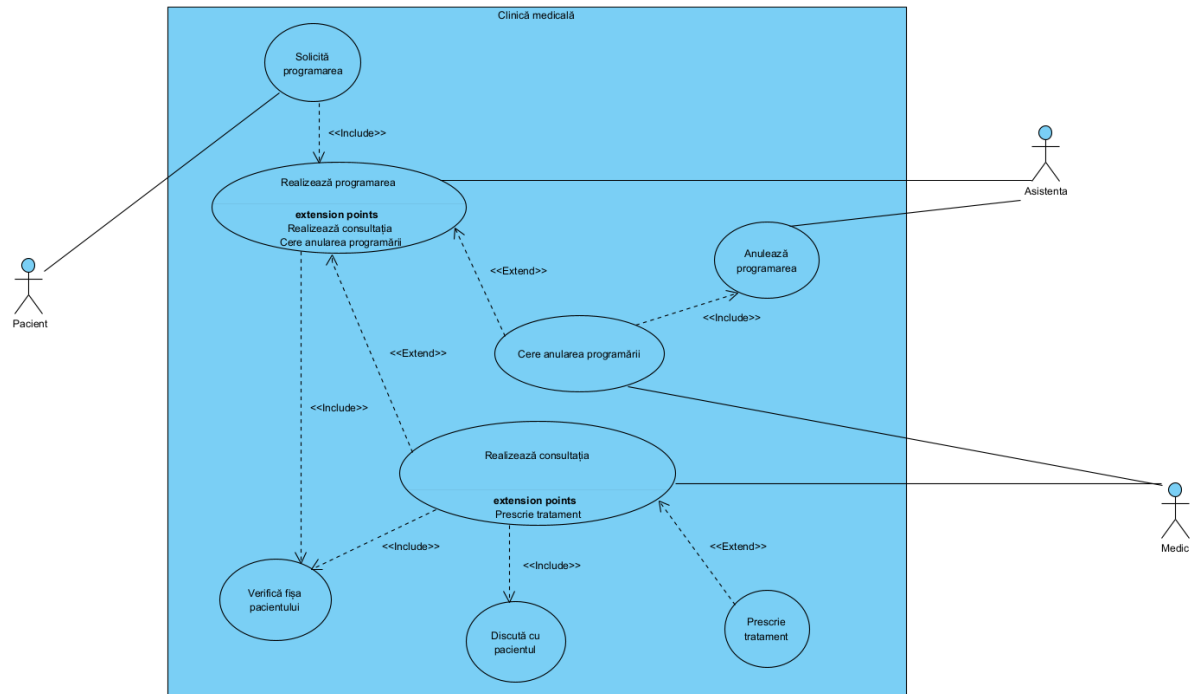 Clinică medicală
Solicită
programarea
<<Include>>
Realizează programarea
extension points
Realizează consultația
Cere anularea programării
Asistenta
Anulează
programarea
<<Extend>>
Pacient
<<Include>>
Cere anularea programării
<<Extend>>
<<Include>>
Realizează consultația
extension points
Prescrie tratament
Medic
<<Include>>
<<Extend>>
<<Include>>
Verifică fișa
pacientului
Discută cu
pacientul
Prescrie
tratament